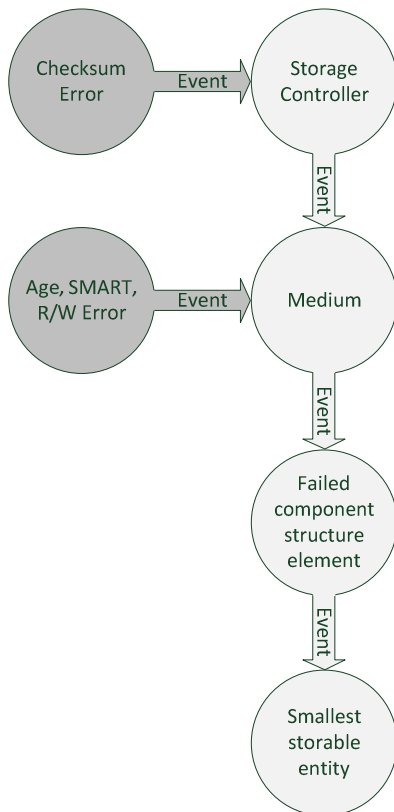 Checksum
Error
Event
Storage
Controller
Event
Age, SMART,
R/W Error
Event
Medium
Event
Failed
component
structure
element
Event
Smallest
storable
entity